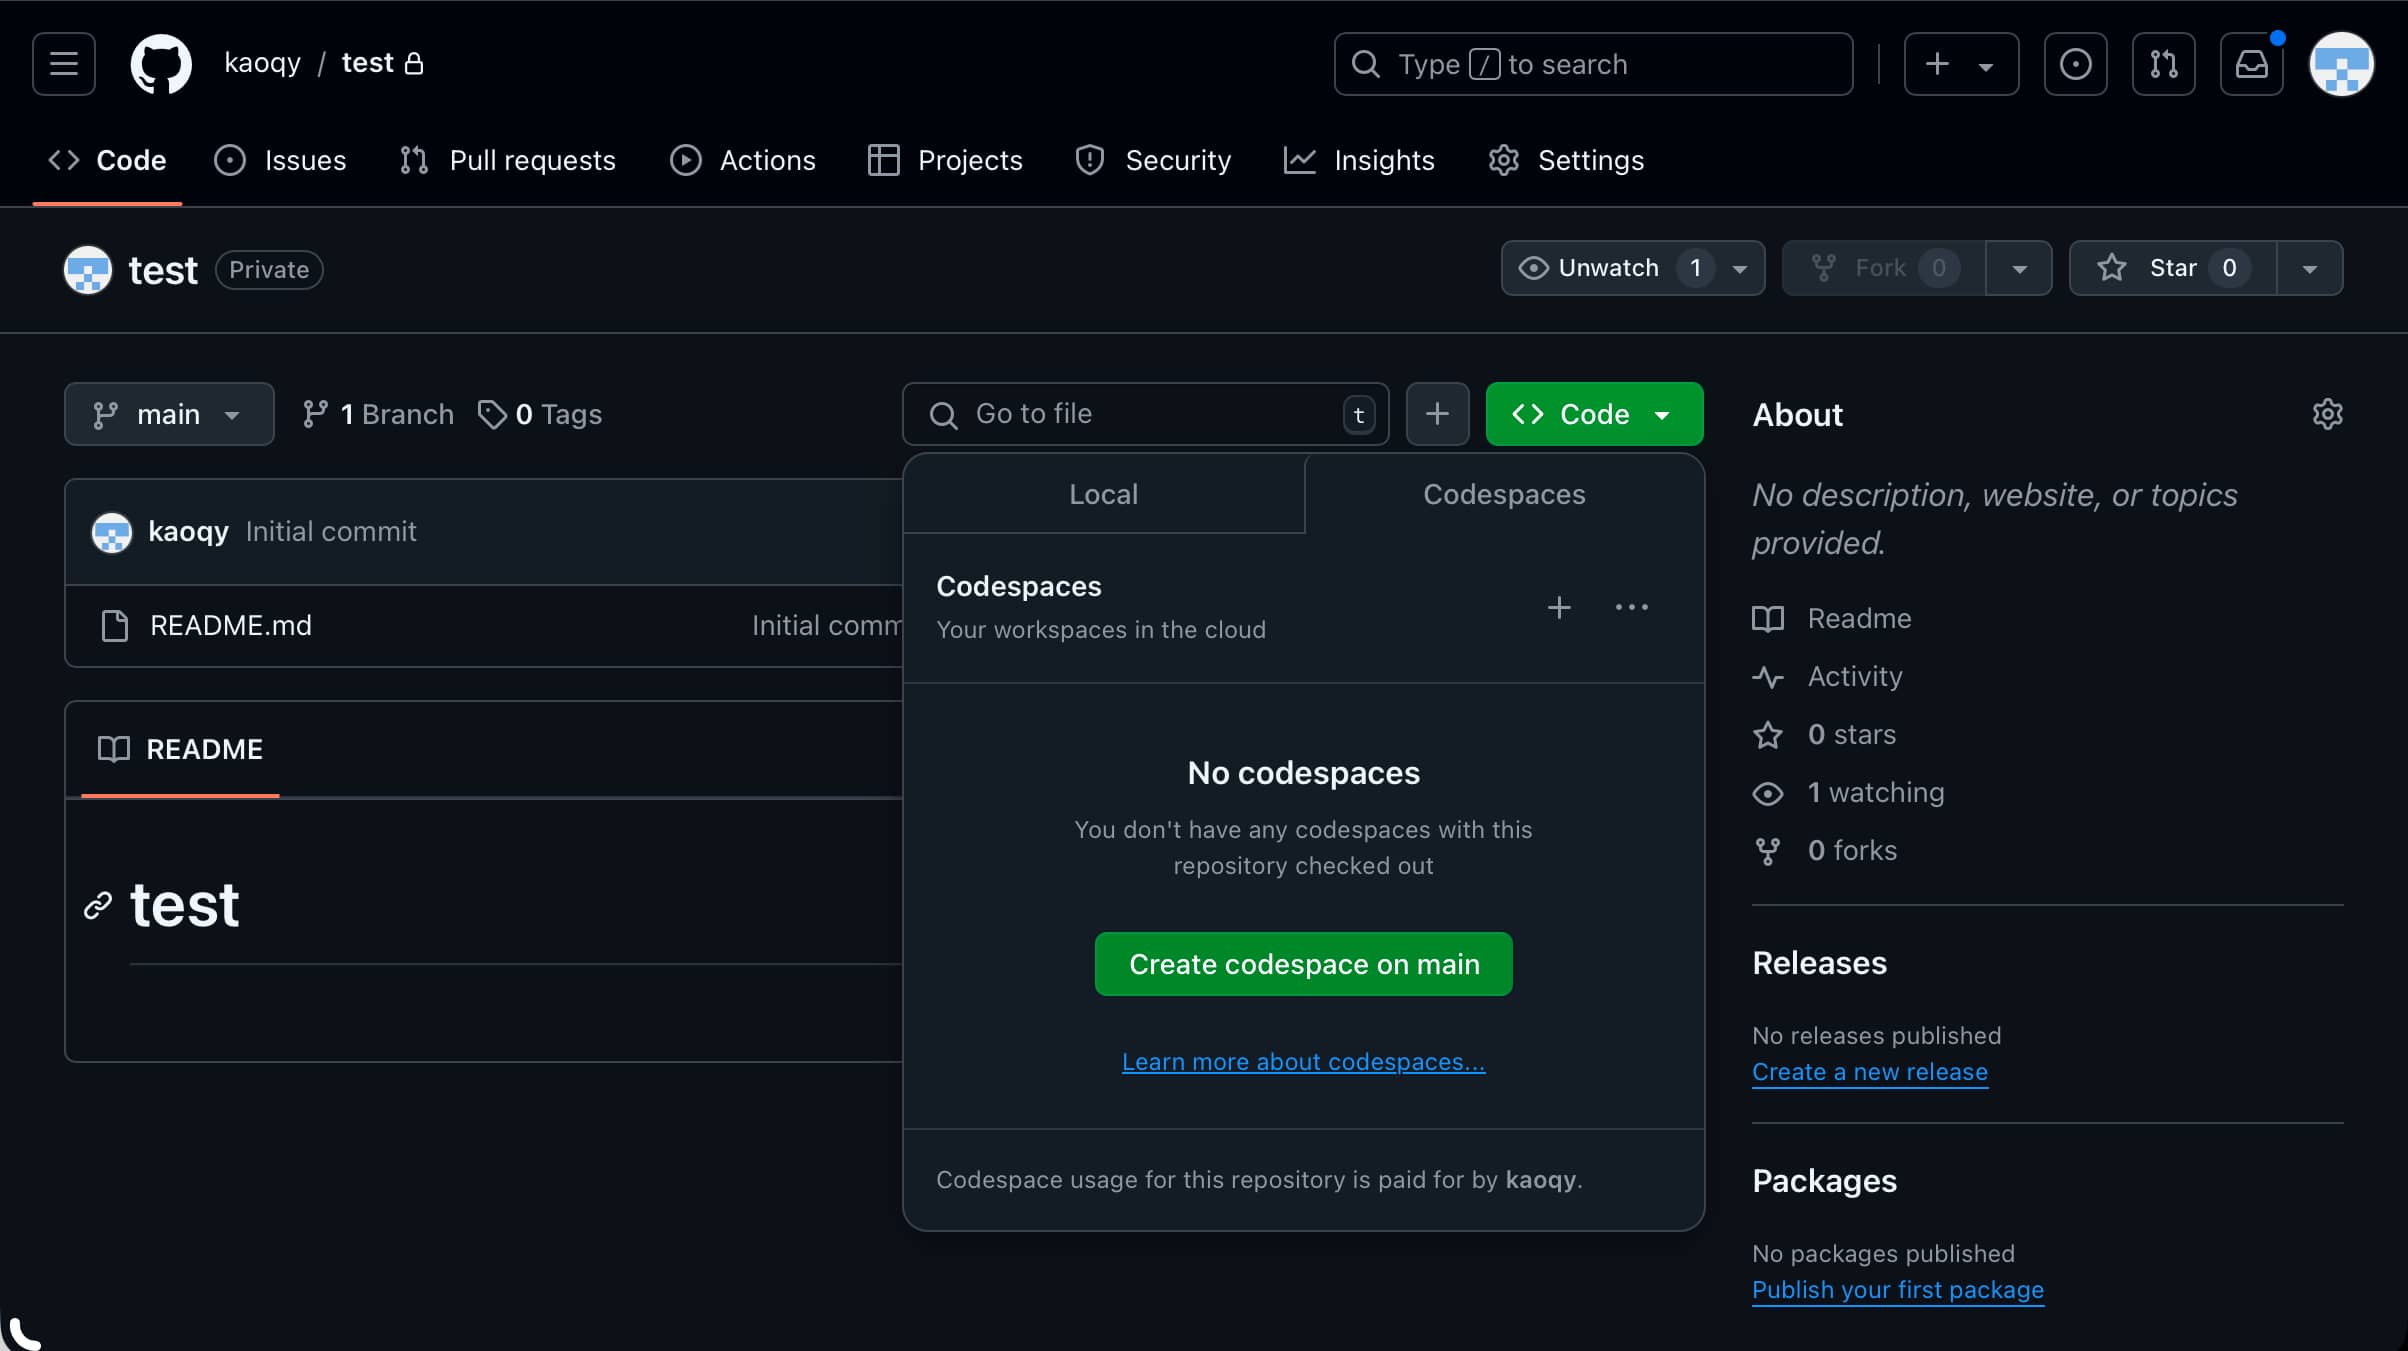 kaoqy / test
Type / to search
Code
Issues
Pull requests
Actions
Projects
Security
Insights
Settings
test Private
Unwatch 1
Fork 0
Star 0
main
1 Branch
0 Tags
Go to file t
Code
kaoqy Initial commit
README.md Initial comm
README
test
Local
Codespaces
Codespaces
Your workspaces in the cloud
No codespaces
You don't have any codespaces with this
repository checked out
Create codespace on main
Learn more about codespaces...
Codespace usage for this repository is paid for by kaoqy.
About
No description, website, or topics
provided.
Readme
Activity
0 stars
1 watching
0 forks
Releases
No releases published
Create a new release
Packages
No packages published
Publish your first package